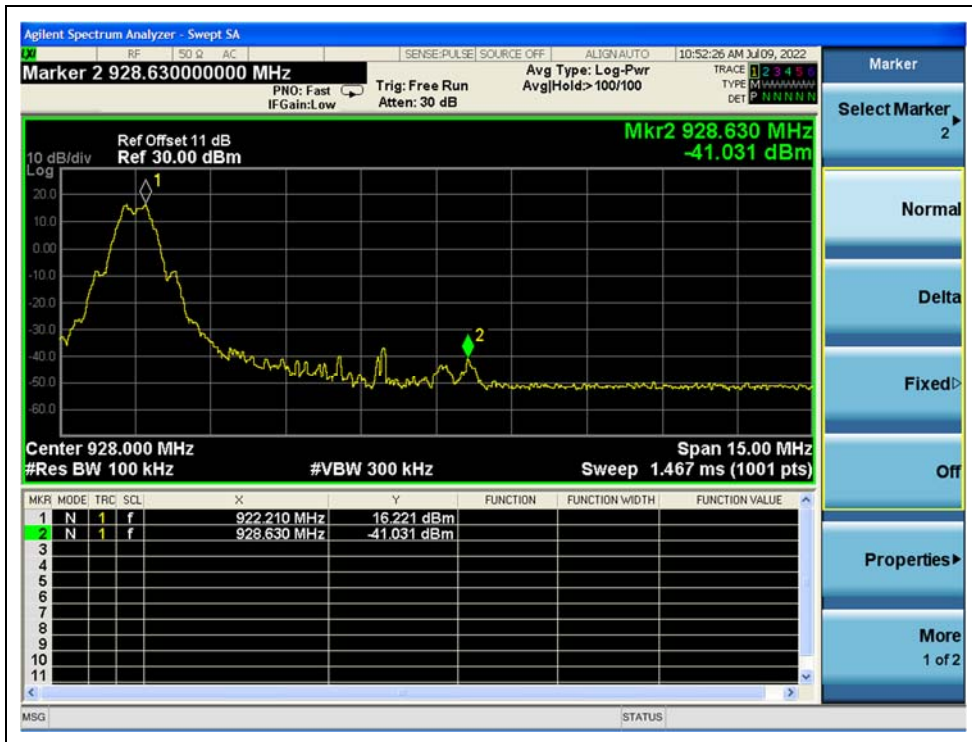 Agilent Spectrum Analyzer - Swept SA
LXI RF 50 Ω AC SENSE:PULSE SOURCE OFF ALIGN AUTO 10:52:26 AM Jul 09, 2022
Marker 2 928.630000000 MHz
PNO: Fast
IFGain:Low
Trig: Free Run
Atten: 30 dB
Avg Type: Log-Pwr
Avg|Hold:>100/100
TRACE 1 2 3 4 5 6
TYPE M
DET P N N N N N
Mkr2 928.630 MHz
-41.031 dBm
Ref Offset 11 dB
10 dB/div Ref 30.00 dBm
Log
1
20.0
10.0
0.00
-10.0
-20.0
-30.0
2
-40.0
-50.0
-60.0
Center 928.000 MHz Span 15.00 MHz
#Res BW 100 kHz #VBW 300 kHz Sweep 1.467 ms (1001 pts)
MKR MODE TRC SCL X Y FUNCTION FUNCTION WIDTH FUNCTION VALUE
1 N 1 f 922.210 MHz 16.221 dBm
2 N 1 f 928.630 MHz -41.031 dBm
3
4
5
6
7
8
9
10
11
MSG STATUS
Marker
Select Marker
2
Normal
Delta
Fixed
Off
Properties
More
1 of 2